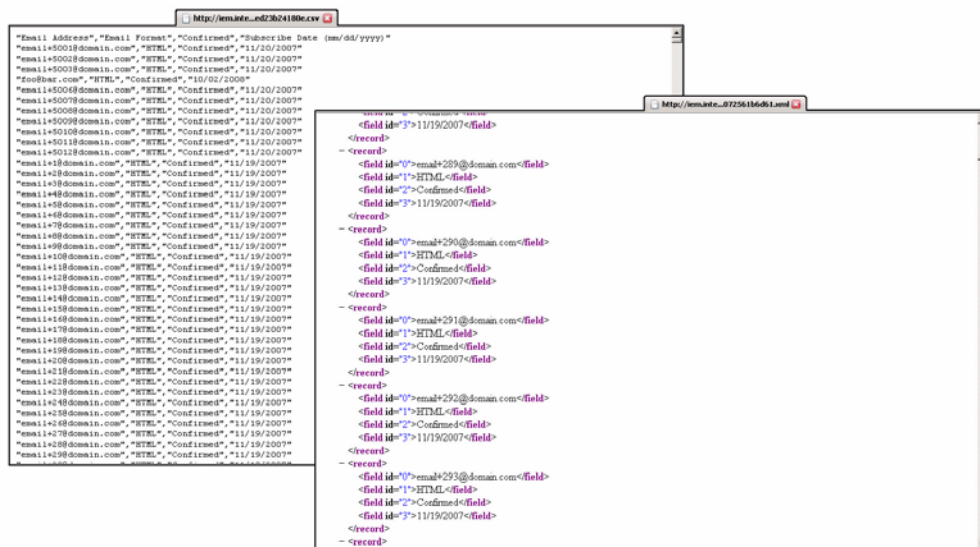 http://iem.inte...ed23b24180e.csv
"Email Address","Email Format","Confirmed","Subscribe Date (mm/dd/yyyy)"
"email+5001@domain.com","HTML","Confirmed","11/20/2007"
"email+5002@domain.com","HTML","Confirmed","11/20/2007"
"email+5003@domain.com","HTML","Confirmed","11/20/2007"
"foo@bar.com","HTML","Confirmed","10/02/2008"
"email+5006@domain.com","HTML","Confirmed","11/20/2007"
"email+5007@domain.com","HTML","Confirmed","11/20/2007"
"email+5008@domain.com","HTML","Confirmed","11/20/2007"
"email+5009@domain.com","HTML","Confirmed","11/20/2007"
"email+5010@domain.com","HTML","Confirmed","11/20/2007"
"email+5011@domain.com","HTML","Confirmed","11/20/2007"
"email+5012@domain.com","HTML","Confirmed","11/20/2007"
"email+1@domain.com","HTML","Confirmed","11/19/2007"
"email+2@domain.com","HTML","Confirmed","11/19/2007"
"email+3@domain.com","HTML","Confirmed","11/19/2007"
"email+4@domain.com","HTML","Confirmed","11/19/2007"
"email+5@domain.com","HTML","Confirmed","11/19/2007"
"email+6@domain.com","HTML","Confirmed","11/19/2007"
"email+7@domain.com","HTML","Confirmed","11/19/2007"
"email+8@domain.com","HTML","Confirmed","11/19/2007"
"email+9@domain.com","HTML","Confirmed","11/19/2007"
"email+10@domain.com","HTML","Confirmed","11/19/2007"
"email+11@domain.com","HTML","Confirmed","11/19/2007"
"email+12@domain.com","HTML","Confirmed","11/19/2007"
"email+13@domain.com","HTML","Confirmed","11/19/2007"
"email+14@domain.com","HTML","Confirmed","11/19/2007"
"email+15@domain.com","HTML","Confirmed","11/19/2007"
"email+16@domain.com","HTML","Confirmed","11/19/2007"
"email+17@domain.com","HTML","Confirmed","11/19/2007"
"email+18@domain.com","HTML","Confirmed","11/19/2007"
"email+19@domain.com","HTML","Confirmed","11/19/2007"
"email+20@domain.com","HTML","Confirmed","11/19/2007"
"email+21@domain.com","HTML","Confirmed","11/19/2007"
"email+22@domain.com","HTML","Confirmed","11/19/2007"
"email+23@domain.com","HTML","Confirmed","11/19/2007"
"email+24@domain.com","HTML","Confirmed","11/19/2007"
"email+25@domain.com","HTML","Confirmed","11/19/2007"
"email+26@domain.com","HTML","Confirmed","11/19/2007"
"email+27@domain.com","HTML","Confirmed","11/19/2007"
"email+28@domain.com","HTML","Confirmed","11/19/2007"
"email+29@domain.com","HTML","Confirmed","11/19/2007"
http://iem.inte...072561b6d61.xml
<field id="3">11/19/2007</field>
</record>
− <record>
<field id="0">email+289@domain.com</field>
<field id="1">HTML</field>
<field id="2">Confirmed</field>
<field id="3">11/19/2007</field>
</record>
− <record>
<field id="0">email+290@domain.com</field>
<field id="1">HTML</field>
<field id="2">Confirmed</field>
<field id="3">11/19/2007</field>
</record>
− <record>
<field id="0">email+291@domain.com</field>
<field id="1">HTML</field>
<field id="2">Confirmed</field>
<field id="3">11/19/2007</field>
</record>
− <record>
<field id="0">email+292@domain.com</field>
<field id="1">HTML</field>
<field id="2">Confirmed</field>
<field id="3">11/19/2007</field>
</record>
− <record>
<field id="0">email+293@domain.com</field>
<field id="1">HTML</field>
<field id="2">Confirmed</field>
<field id="3">11/19/2007</field>
</record>
− <record>